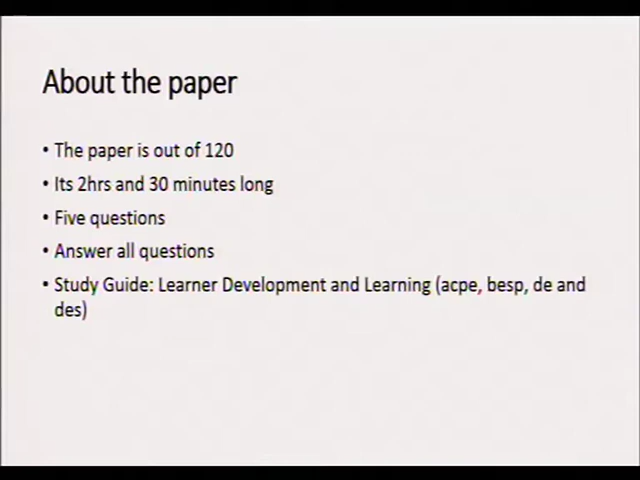 About the paper
• The paper is out of 120
• Its 2hrs and 30 minutes long
• Five questions
• Answer all questions
• Study Guide: Learner Development and Learning (acpe, besp, de and
des)